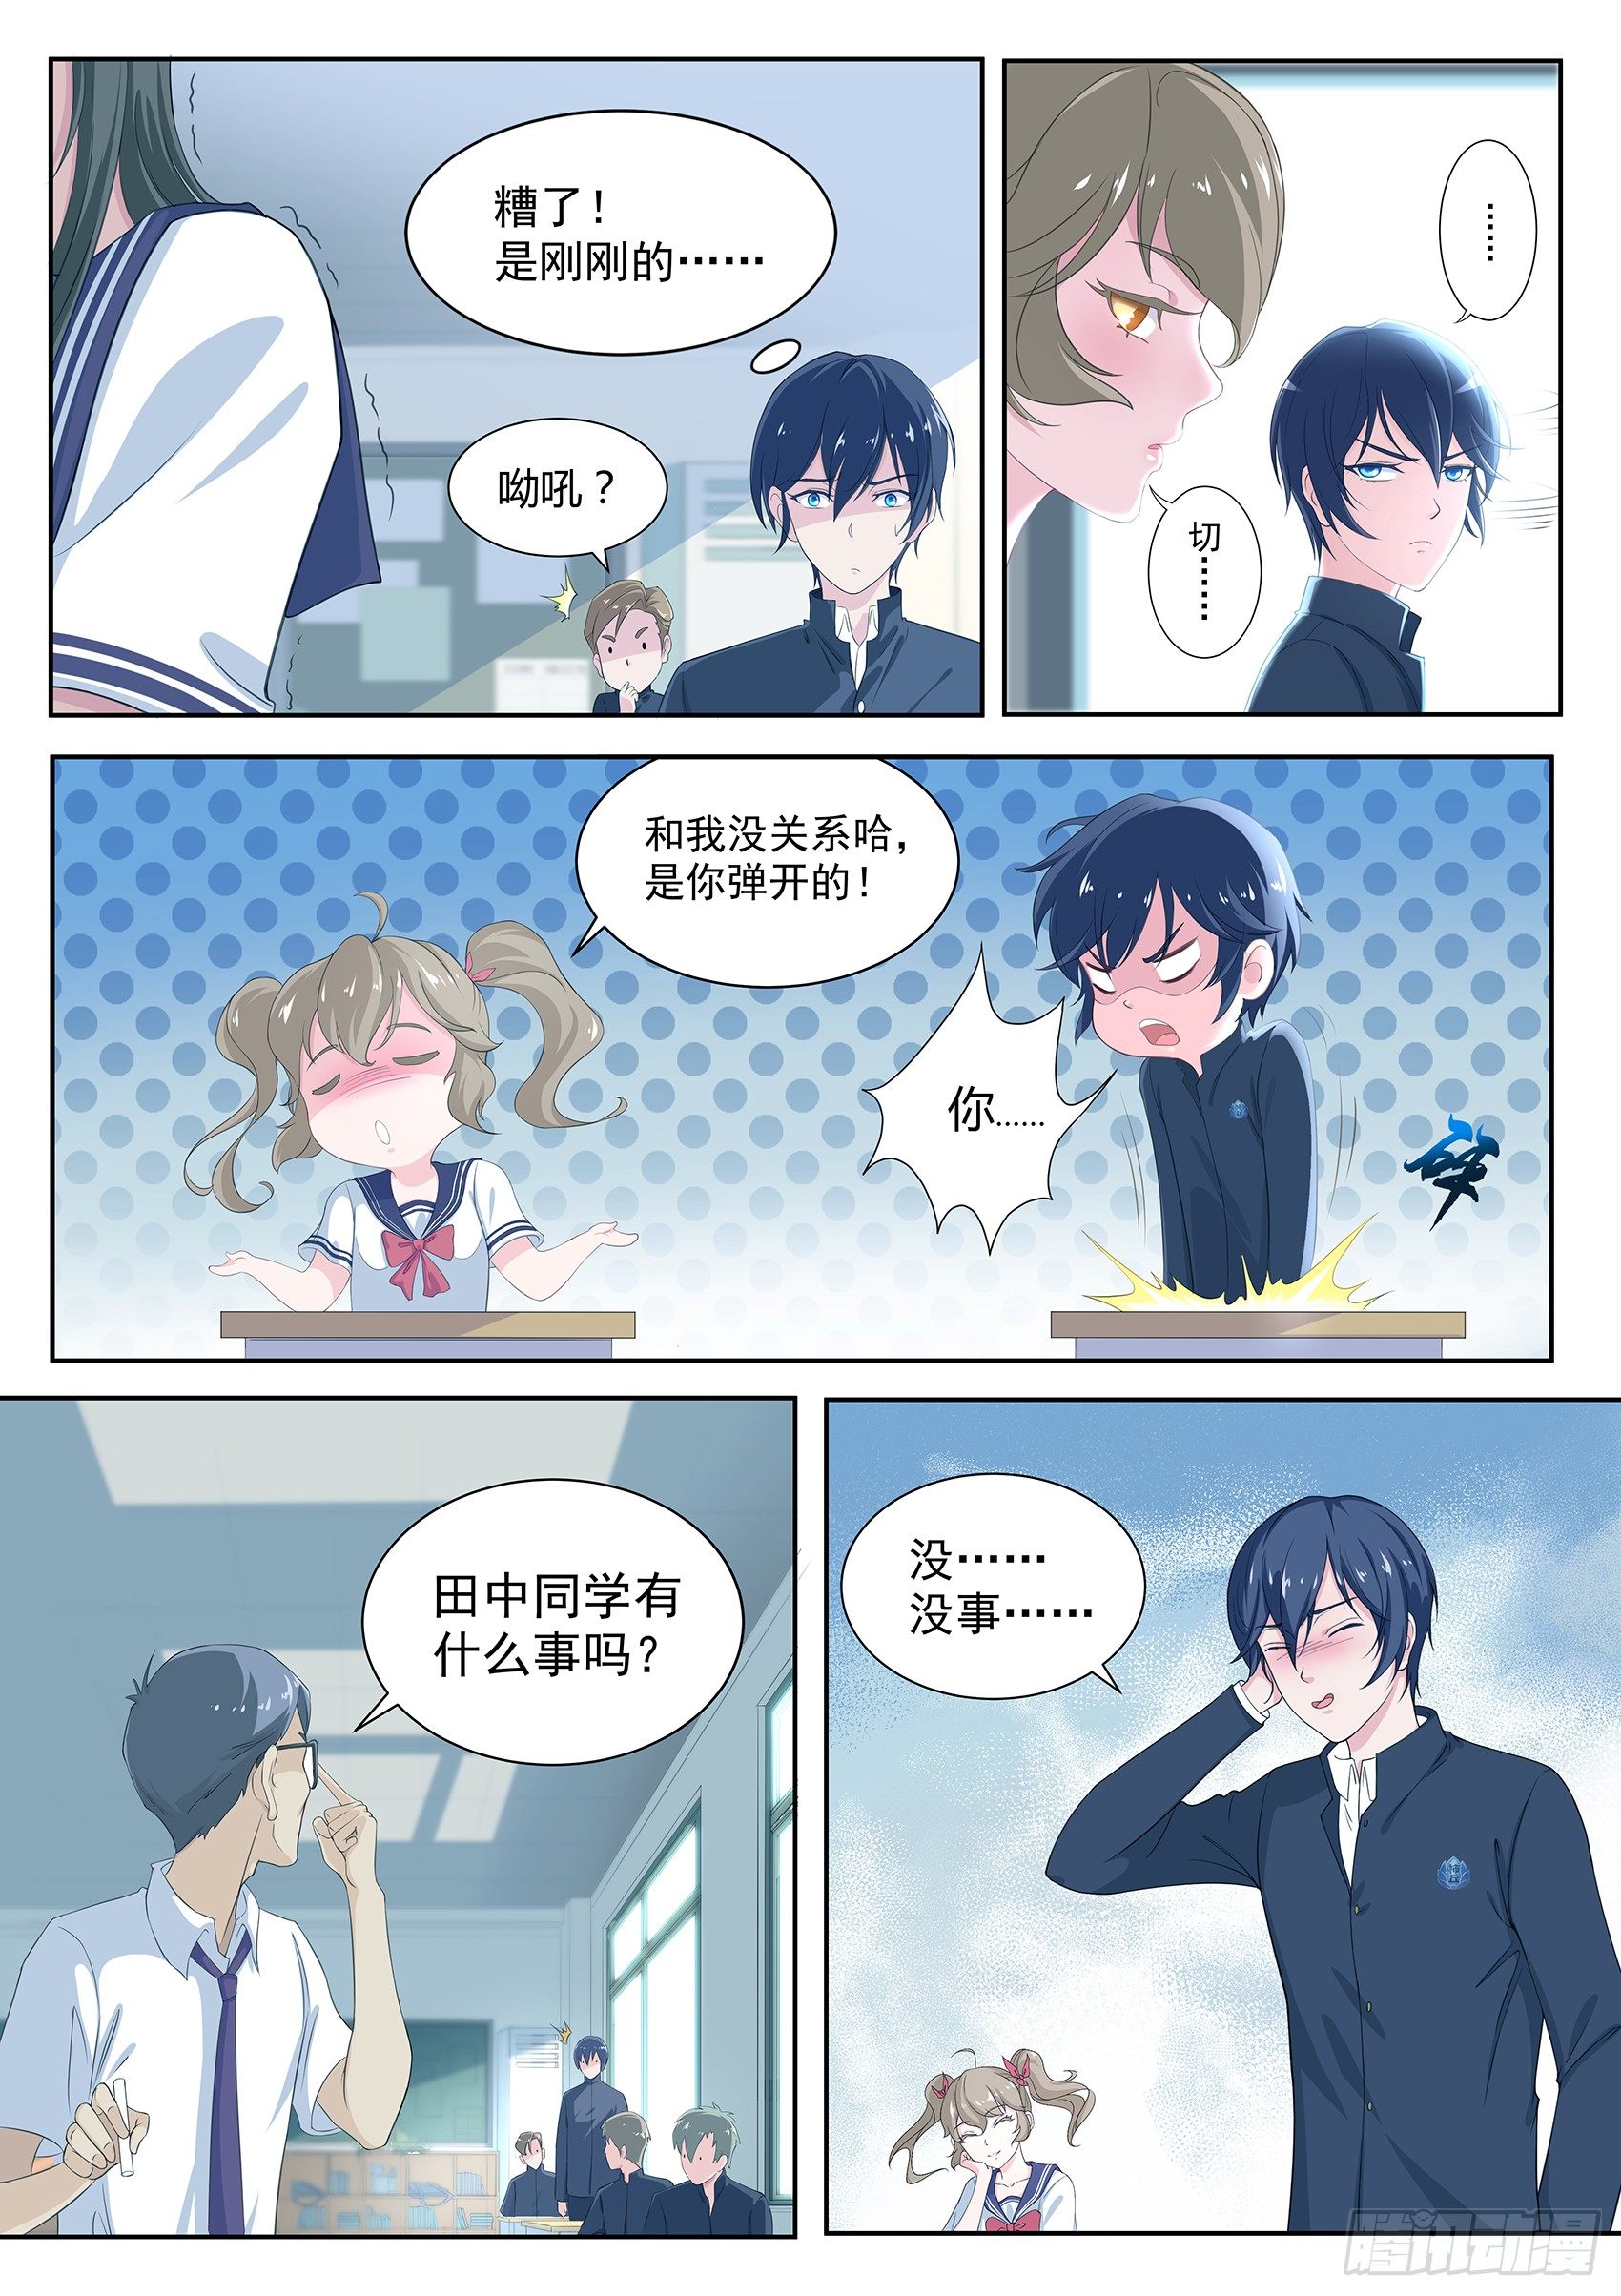 糟了！
是刚刚的……
呦吼？
……
切……
和我没关系哈，
是你弹开的！
你……
田中同学有
什么事吗？
没……
没事……
腾讯动漫